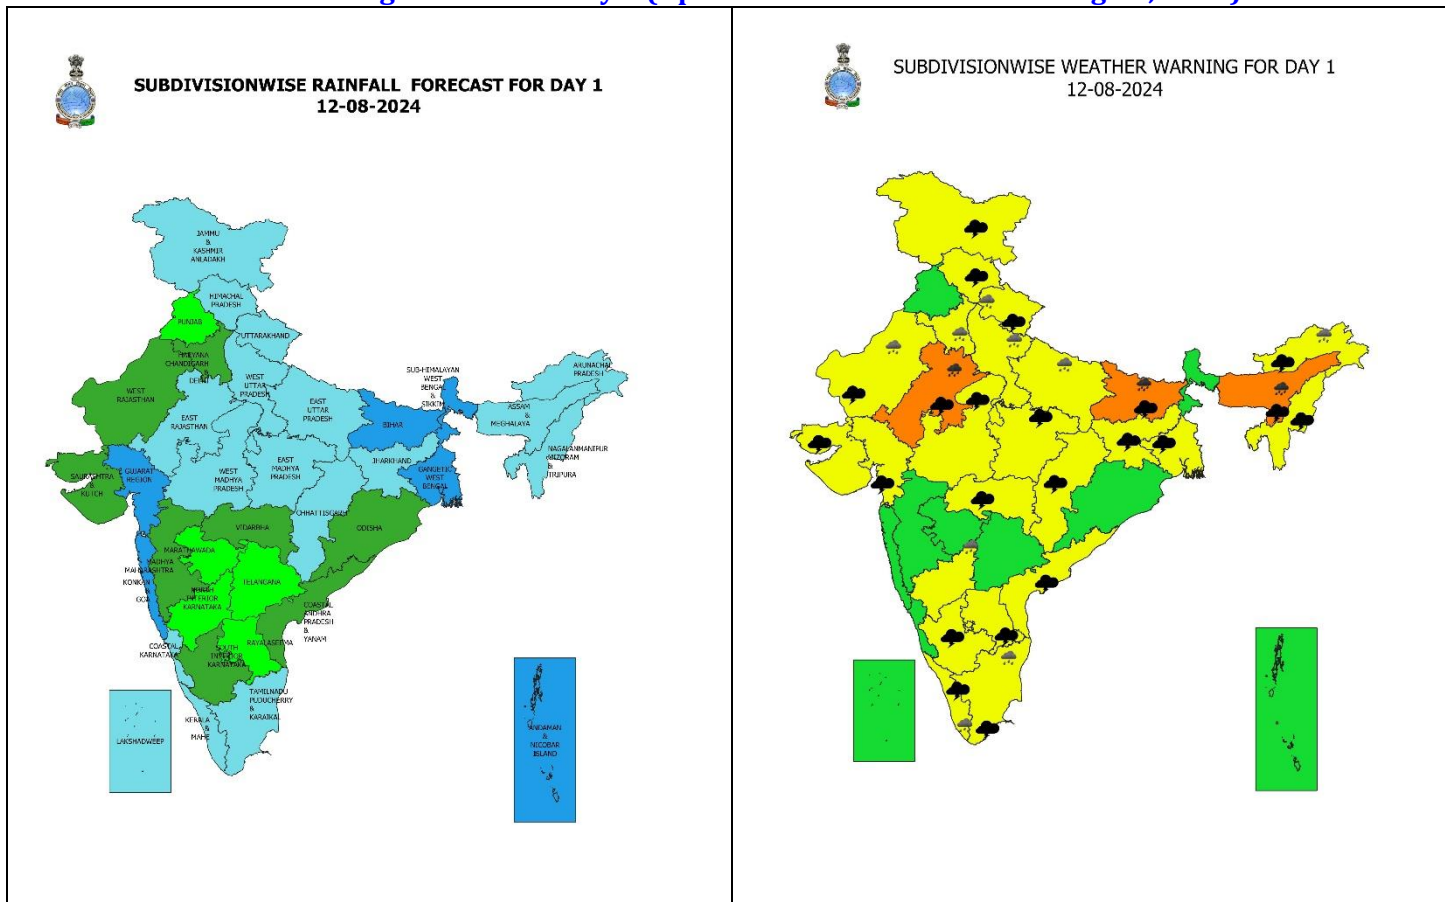 SUBDIVISIONWISE RAINFALL FORECAST FOR DAY 1
12-08-2024
JAMMU
&
KASHMIR
ANLADAKH
HIMACHAL
PRADESH
PUNJAB
UTTARAKHAND
HARYANA
CHANDIGARH
&
DELHI
WEST
RAJASTHAN
WEST
UTTAR
PRADESH
EAST
UTTAR
PRADESH
EAST
RAJASTHAN
SUB-HIMALAYAN
WEST
BENGAL
&
SIKKIM
ARUNACHAL
PRADESH
ASSAM
&
MEGHALAYA
BIHAR
NAGALANMANIPUR
MIZORAM
&
TRIPURA
JHARKHAND
GANGETIC
WEST
BENGAL
GUJARAT
REGION
SAURASHTRA
&
KUTCH
WEST
MADHYA
PRADESH
EAST
MADHYA
PRADESH
CHHATTISGARH
ODISHA
VIDARBHA
MARATHAWADA
MADHYA
MAHARASHTRA
KONKAN
&
GOA
TELANGANA
NORTH
INTERIOR
KARNATAKA
COASTAL
ANDHRA
PRADESH
&
YANAM
RAYALASEEMA
COASTAL
KARNATAKA
SOUTH
INTERIOR
KARNATAKA
TAMILNADU
PUDUCHERRY
&
KARAIKAL
KERALA
&
MAHE
LAKSHADWEEP
ANDAMAN
&
NICOBAR
ISLAND
SUBDIVISIONWISE WEATHER WARNING FOR DAY 1
12-08-2024